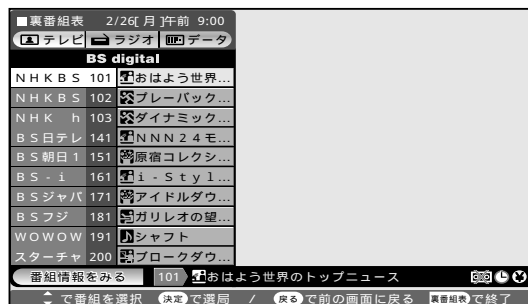 ■裏番組表 2/26[月]午前 9:00
テレビ ラジオ データ
BS digital
NHKBS 101 おはよう世界…
NHKBS 102 プレーバック…
NHK h 103 ダイナミック…
BS日テレ 141 NNN24モ…
BS朝日1 151 原宿コレクシ…
BS-i 161 i-Styl…
BSジャパ 171 アイドルダウ…
BSフジ 181 ガリレオの望…
WOWOW 191 シャフト
スターチャ 200 ブロークダウ…
番組情報をみる 101 おはよう世界のトップニュース
で番組を選択 決定で選局 / 戻るで前の画面に戻る 裏番組表で終了